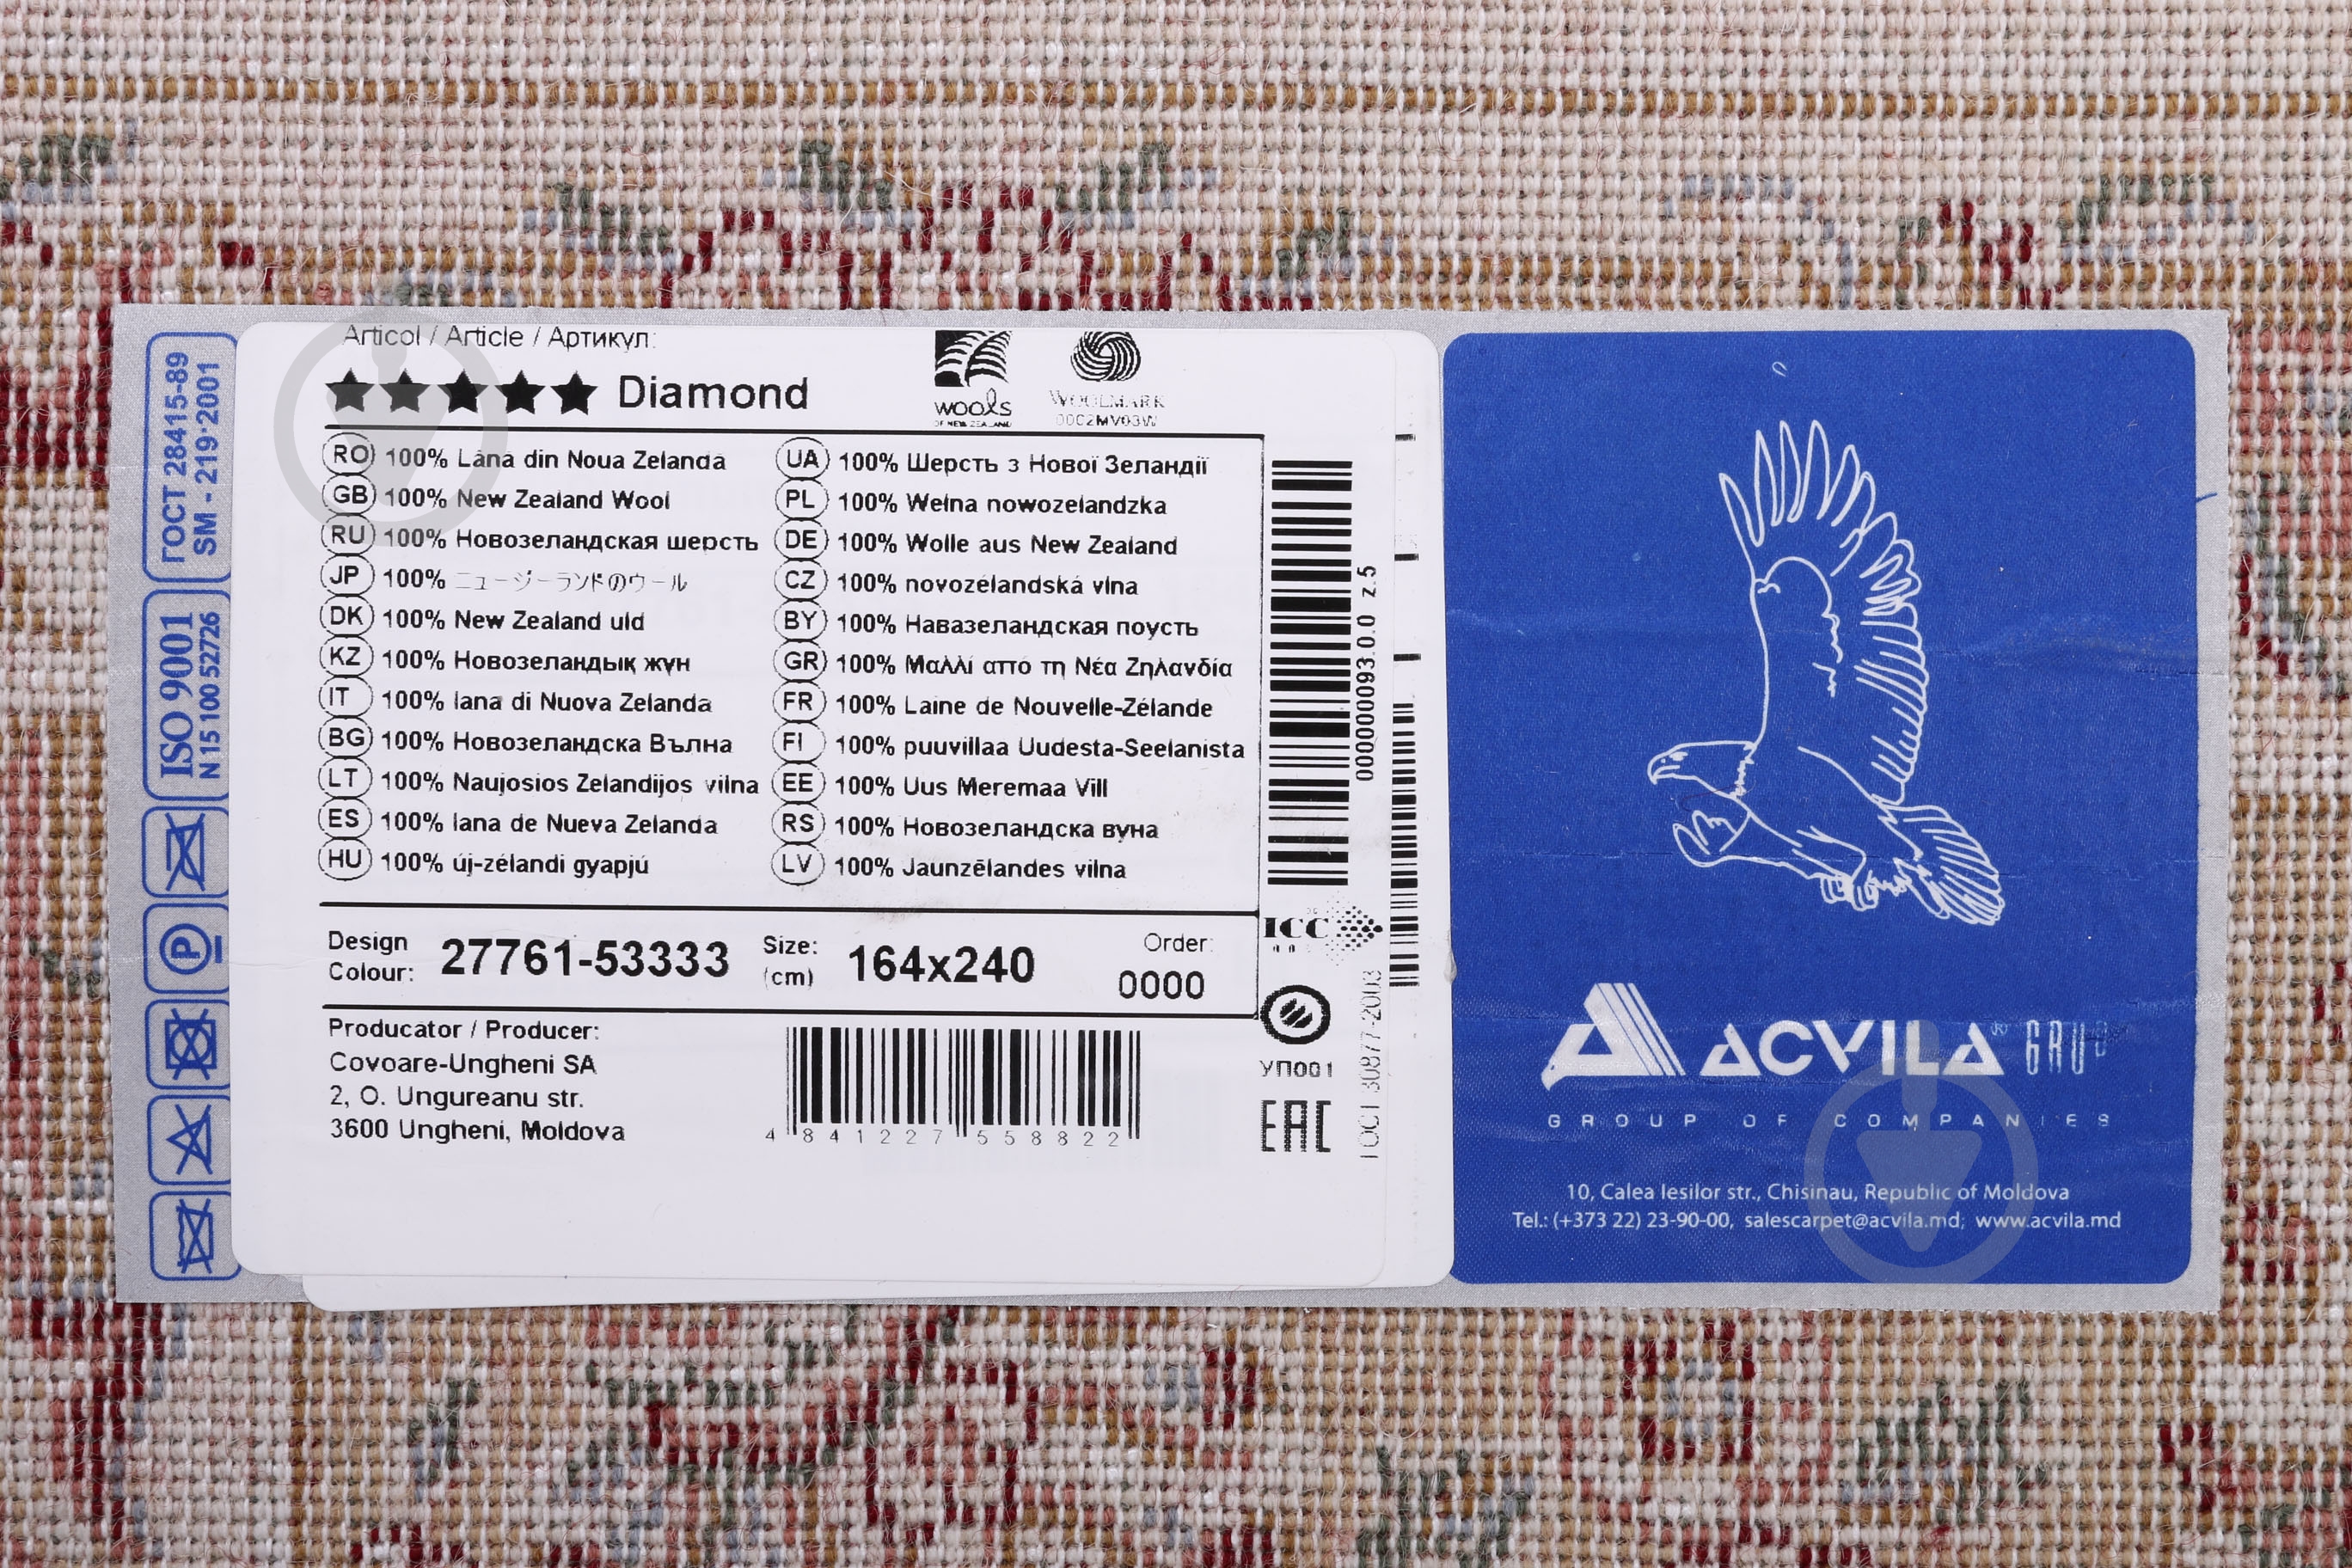 ГОСТ 28415-89
SM - 219:2001
ISO 9001
N 15 100 52726
Articol / Article / Артикул:
★★★★★ Diamond
wools
OF NEW ZEALAND
WOOLMARK
RO 100% Lână din Noua Zelandă
GB 100% New Zealand Wool
RU 100% Новозеландская шерсть
JP 100% ニュージーランドのウール
DK 100% New Zealand uld
KZ 100% Новозеландық жүн
IT 100% lana di Nuova Zelanda
BG 100% Новозеландска Вълна
LT 100% Naujosios Zelandijos vilna
ES 100% lana de Nueva Zelanda
HU 100% új-zélandi gyapjú
UA 100% Шерсть з Нової Зеландії
PL 100% Wełna nowozelandzka
DE 100% Wolle aus New Zealand
CZ 100% novozélandská vlna
BY 100% Навазеландская поусть
GR 100% Μαλλί από τη Νέα Ζηλανδία
FR 100% Laine de Nouvelle-Zélande
FI 100% puuvillaa Uudesta-Seelanista
EE 100% Uus Meremaa Vill
RS 100% Новозеландска вуна
LV 100% Jaunzēlandes vilna
Design
Colour: 27761-53333
Size:
(cm) 164x240
Order:
0000
Producator / Producer:
Covoare-Ungheni SA
2, O. Ungureanu str.
3600 Ungheni, Moldova
4 841227 558822
0000000093.0.0 z.5
ICC
УП001
EAC
ГОСТ 30877-2003
ACVILA® GRUP
GROUP OF COMPANIES
10, Calea Iesilor str., Chisinau, Republic of Moldova
Tel.: (+373 22) 23-90-00, salescarpet@acvila.md; www.acvila.md